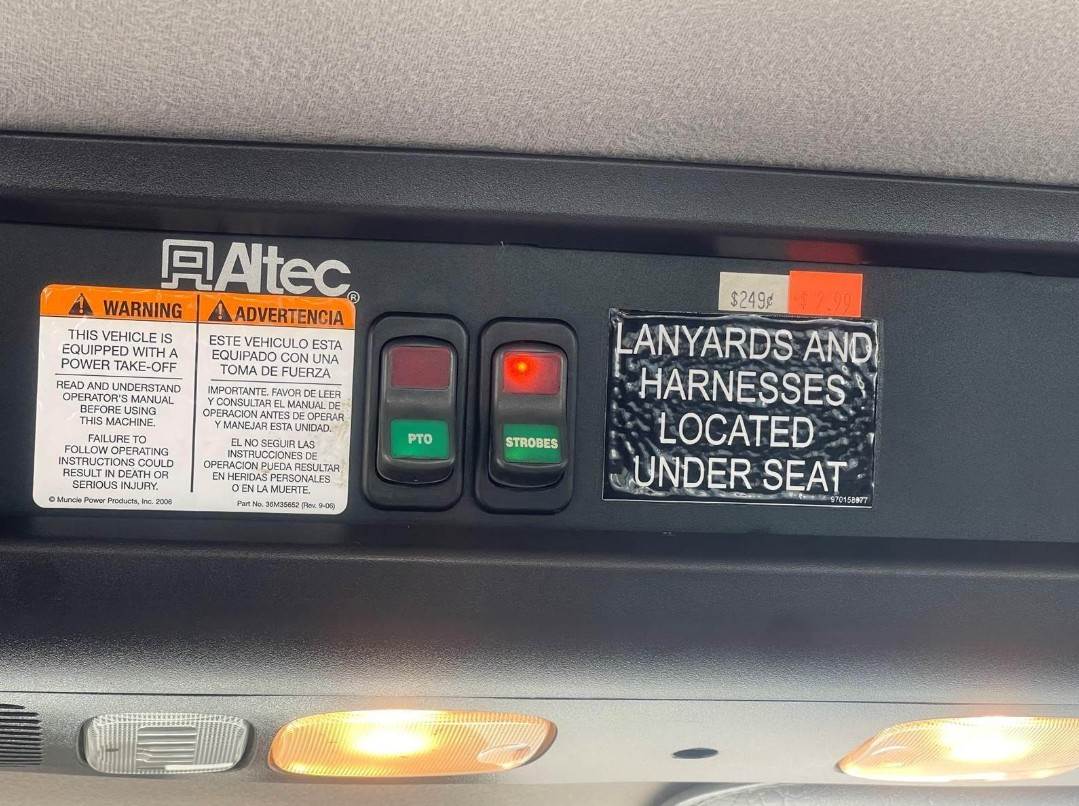 Altec
®
WARNING
THIS VEHICLE IS
EQUIPPED WITH A
POWER TAKE-OFF
READ AND UNDERSTAND
OPERATOR'S MANUAL
BEFORE USING
THIS MACHINE.
FAILURE TO
FOLLOW OPERATING
INSTRUCTIONS COULD
RESULT IN DEATH OR
SERIOUS INJURY.
© Muncie Power Products, Inc. 2006
ADVERTENCIA
ESTE VEHICULO ESTA
EQUIPADO CON UNA
TOMA DE FUERZA
IMPORTANTE. FAVOR DE LEER
Y CONSULTAR EL MANUAL DE
OPERACION ANTES DE OPERAR
Y MANEJAR ESTA UNIDAD.
EL NO SEGUIR LAS
INSTRUCCIONES DE
OPERACION PUEDA RESULTAR
EN HERIDAS PERSONALES
O EN LA MUERTE.
Part No. 36M35652 (Rev. 9-06)
PTO
STROBES
$249¢
LANYARDS AND
HARNESSES
LOCATED
UNDER SEAT